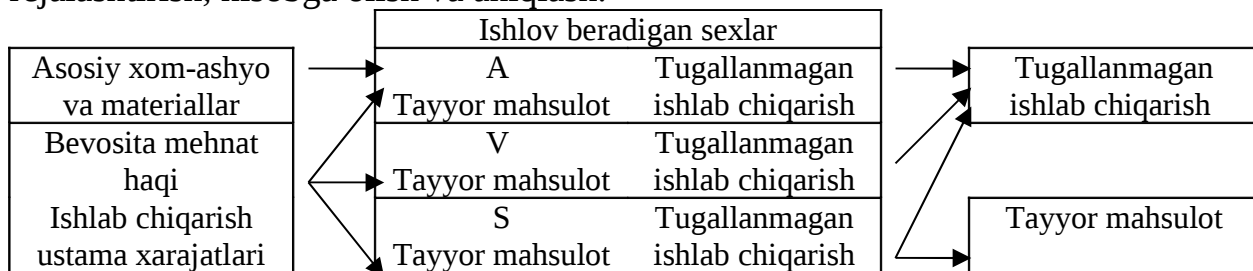 rejalashtirish, hisobga olish va aniqlash.
Ishlov beradigan sexlar
Asosiy xom-ashyo
va materiallar
Bevosita mehnat
haqi
Ishlab chiqarish
ustama xarajatlari
A Tugallanmagan
Tayyor mahsulot ishlab chiqarish
V Tugallanmagan
Tayyor mahsulot ishlab chiqarish
S Tugallanmagan
Tayyor mahsulot ishlab chiqarish
Tugallanmagan
ishlab chiqarish
Tayyor mahsulot